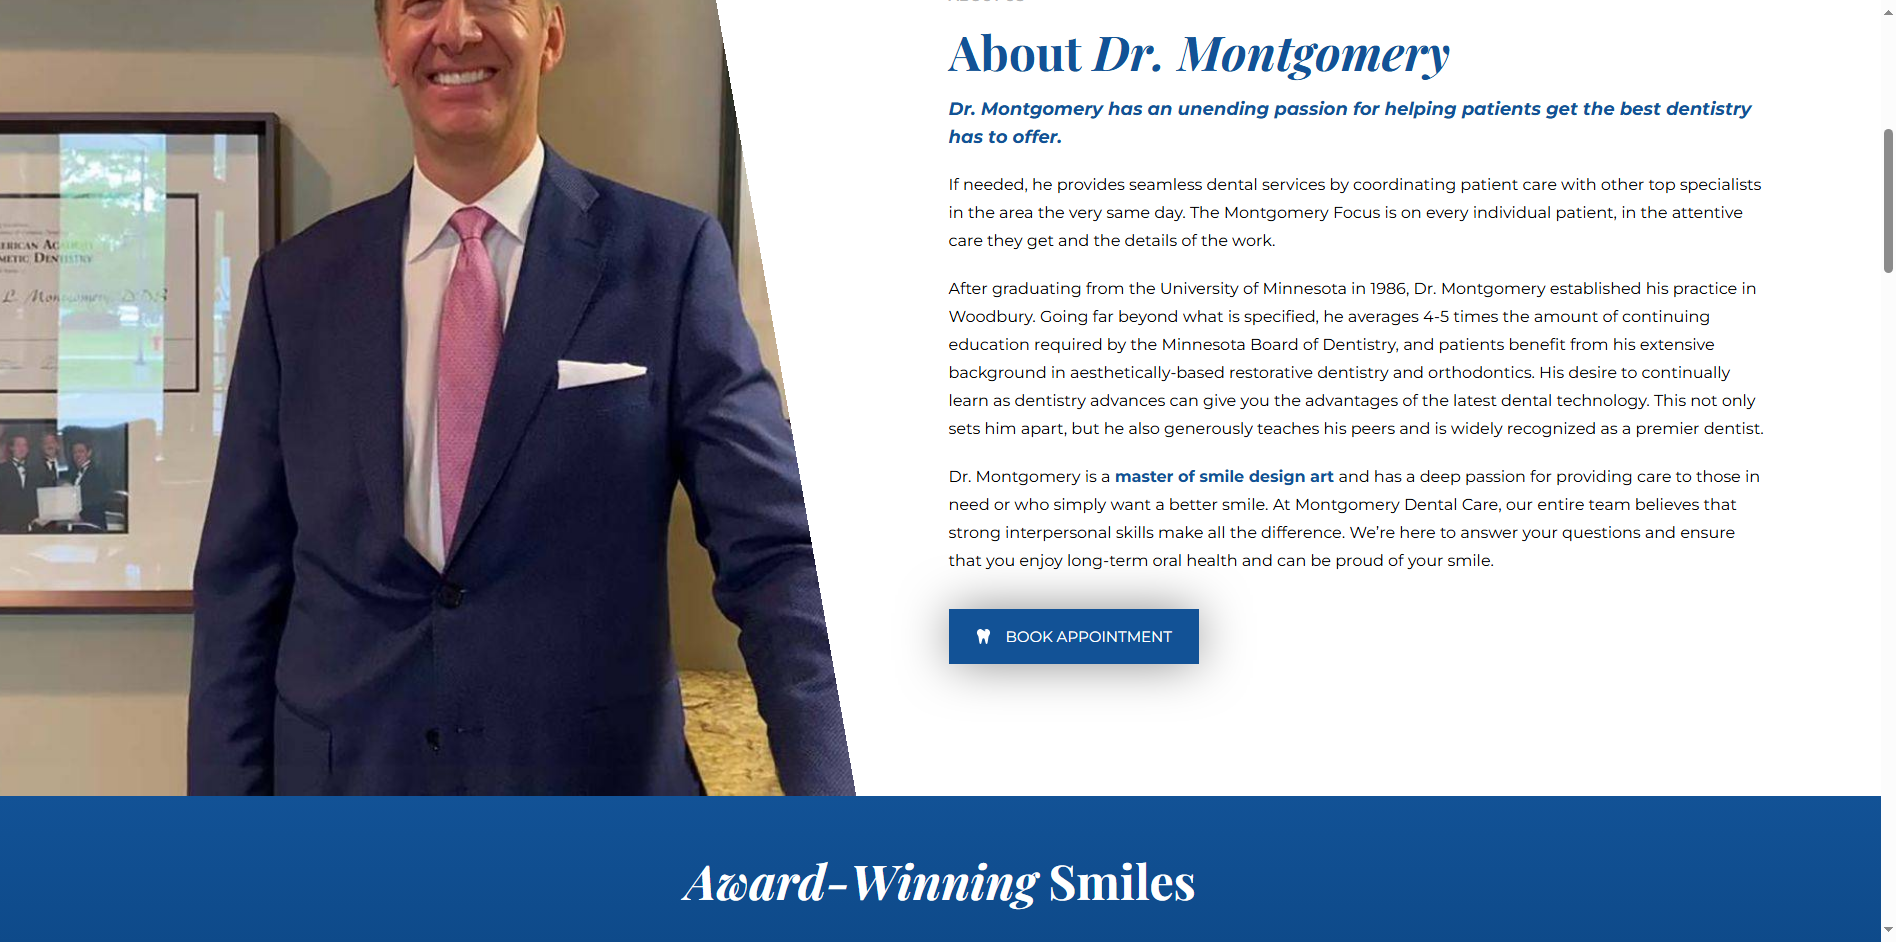 About Dr. Montgomery
Dr. Montgomery has an unending passion for helping patients get the best dentistry
has to offer.
If needed, he provides seamless dental services by coordinating patient care with other top specialists
in the area the very same day. The Montgomery Focus is on every individual patient, in the attentive
care they get and the details of the work.
After graduating from the University of Minnesota in 1986, Dr. Montgomery established his practice in
Woodbury. Going far beyond what is specified, he averages 4-5 times the amount of continuing
education required by the Minnesota Board of Dentistry, and patients benefit from his extensive
background in aesthetically-based restorative dentistry and orthodontics. His desire to continually
learn as dentistry advances can give you the advantages of the latest dental technology. This not only
sets him apart, but he also generously teaches his peers and is widely recognized as a premier dentist.
Dr. Montgomery is a master of smile design art and has a deep passion for providing care to those in
need or who simply want a better smile. At Montgomery Dental Care, our entire team believes that
strong interpersonal skills make all the difference. We’re here to answer your questions and ensure
that you enjoy long-term oral health and can be proud of your smile.
BOOK APPOINTMENT
ERICAN AC
METIC DENTISTRY
L. Montgomery, DDS
Award-Winning Smiles